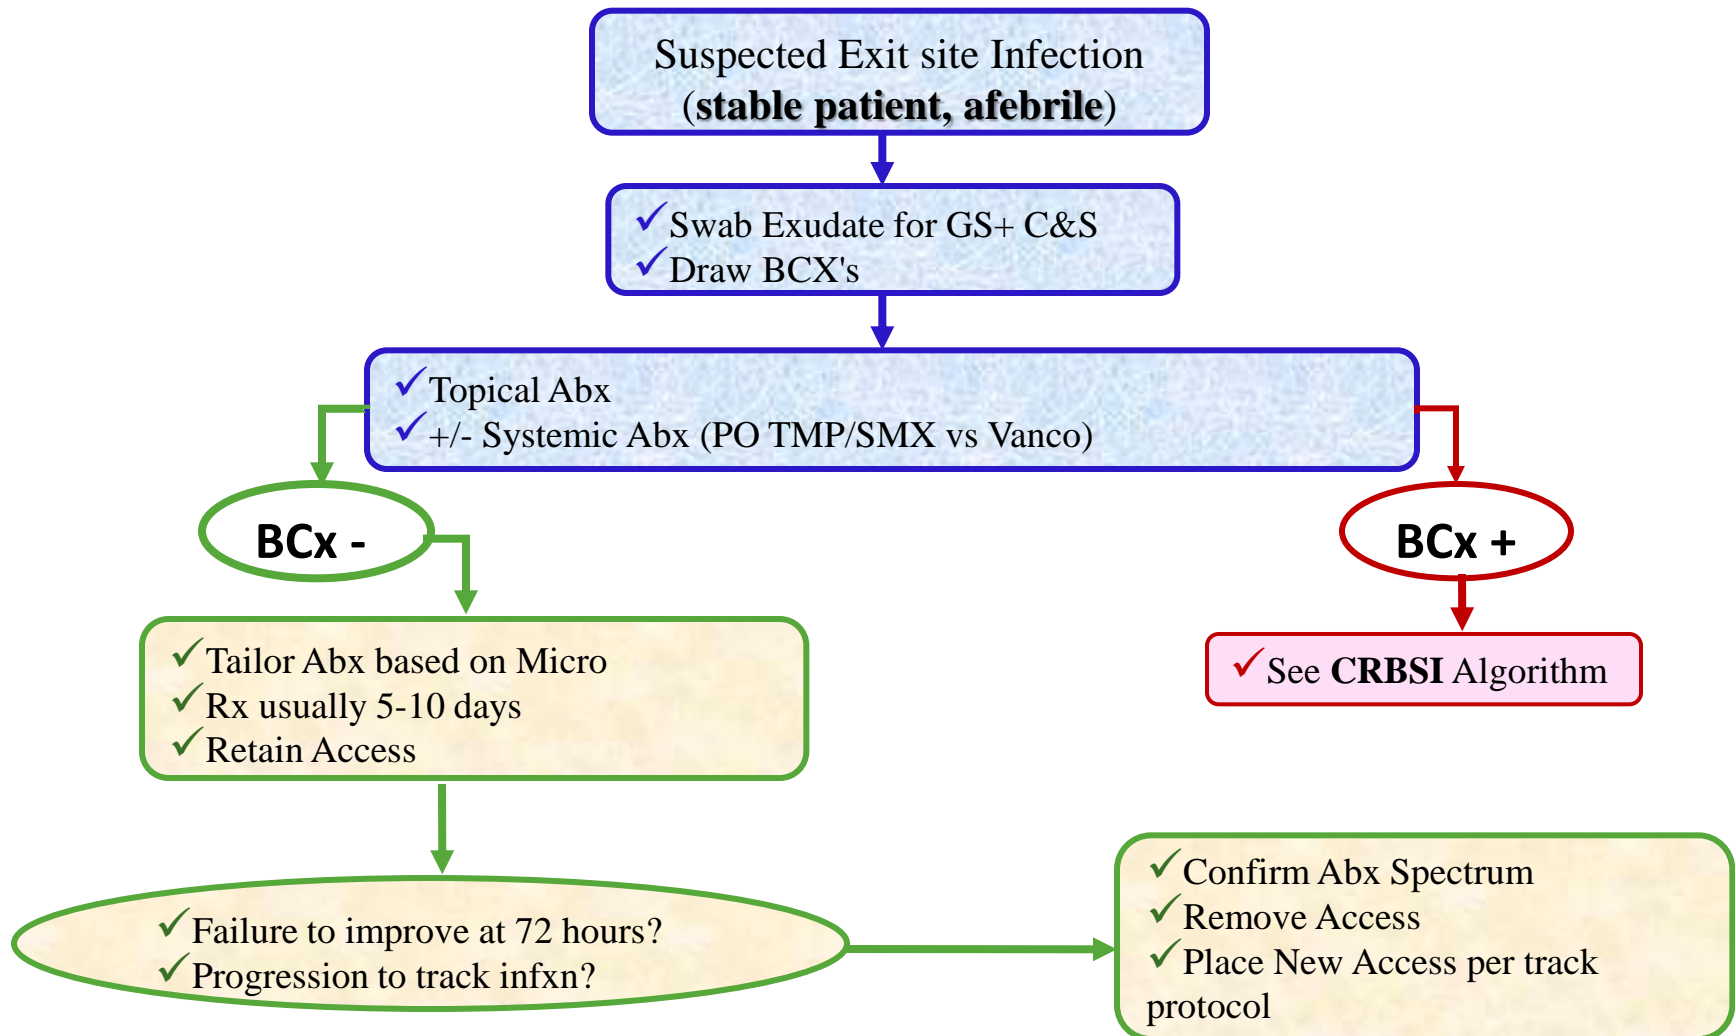 Suspected Exit site Infection
(stable patient, afebrile)
✓Swab Exudate for GS+ C&S
✓Draw BCX's
✓Topical Abx
✓+/- Systemic Abx (PO TMP/SMX vs Vanco)
BCx -
BCx +
✓Tailor Abx based on Micro
✓Rx usually 5-10 days
✓Retain Access
✓See CRBSI Algorithm
✓Failure to improve at 72 hours?
✓Progression to track infxn?
✓Confirm Abx Spectrum
✓Remove Access
✓Place New Access per track
protocol